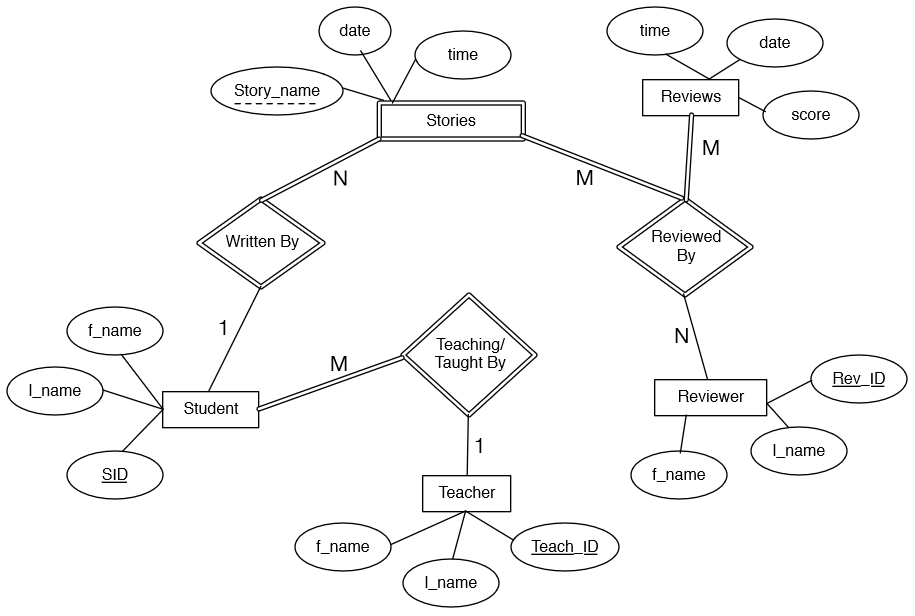 date
time
Story_name
Stories
time
date
Reviews
score
N
M
M
Written By
Reviewed
By
1
N
f_name
l_name
Student
SID
M
Teaching/
Taught By
1
Teacher
f_name
l_name
Teach_ID
Reviewer
Rev_ID
l_name
f_name